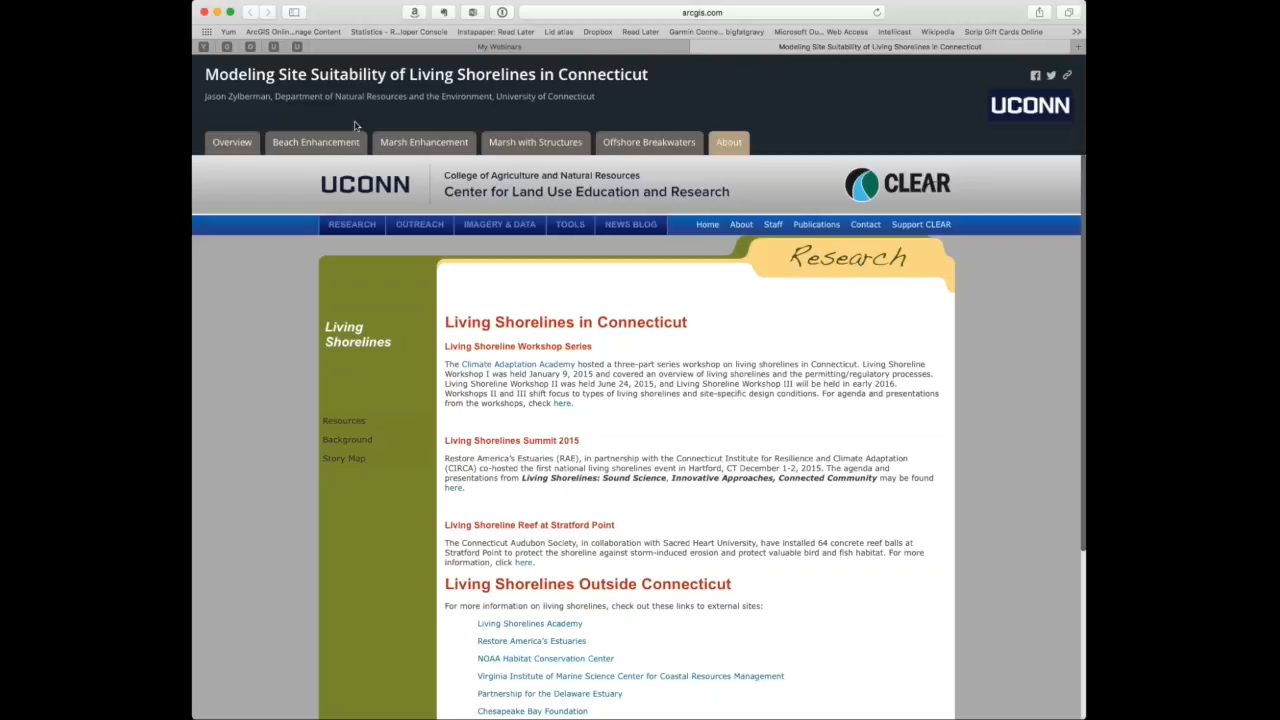 arcgis.com
Yum ArcGIS Onlin...nage Content Statistics - R...loper Console Instapaper: Read Later Lid atlas Dropbox Read Later Garmin Conne... bigfatgravy Microsoft Ou... Web Access Intellicast Wikipedia Scrip Gift Cards Online
Y G O U U My Webinars Modeling Site Suitability of Living Shorelines in Connecticut
Modeling Site Suitability of Living Shorelines in Connecticut
Jason Zylberman, Department of Natural Resources and the Environment, University of Connecticut
UCONN
Overview Beach Enhancement Marsh Enhancement Marsh with Structures Offshore Breakwaters About
UCONN
College of Agriculture and Natural Resources
Center for Land Use Education and Research
CLEAR
RESEARCH OUTREACH IMAGERY & DATA TOOLS NEWS BLOG Home About Staff Publications Contact Support CLEAR
Research
Living
Shorelines
Resources
Background
Story Map
Living Shorelines in Connecticut
Living Shoreline Workshop Series
The Climate Adaptation Academy hosted a three-part series workshop on living shorelines in Connecticut. Living Shoreline
Workshop I was held January 9, 2015 and covered an overview of living shorelines and the permitting/regulatory processes.
Living Shoreline Workshop II was held June 24, 2015, and Living Shoreline Workshop III will be held in early 2016.
Workshops II and III shift focus to types of living shorelines and site-specific design conditions. For agenda and presentations
from the workshops, check here.
Living Shorelines Summit 2015
Restore America's Estuaries (RAE), in partnership with the Connecticut Institute for Resilience and Climate Adaptation
(CIRCA) co-hosted the first national living shorelines event in Hartford, CT December 1-2, 2015. The agenda and
presentations from Living Shorelines: Sound Science, Innovative Approaches, Connected Community may be found
here.
Living Shoreline Reef at Stratford Point
The Connecticut Audubon Society, in collaboration with Sacred Heart University, have installed 64 concrete reef balls at
Stratford Point to protect the shoreline against storm-induced erosion and protect valuable bird and fish habitat. For more
information, click here.
Living Shorelines Outside Connecticut
For more information on living shorelines, check out these links to external sites:
Living Shorelines Academy
Restore America's Estuaries
NOAA Habitat Conservation Center
Virginia Institute of Marine Science Center for Coastal Resources Management
Partnership for the Delaware Estuary
Chesapeake Bay Foundation